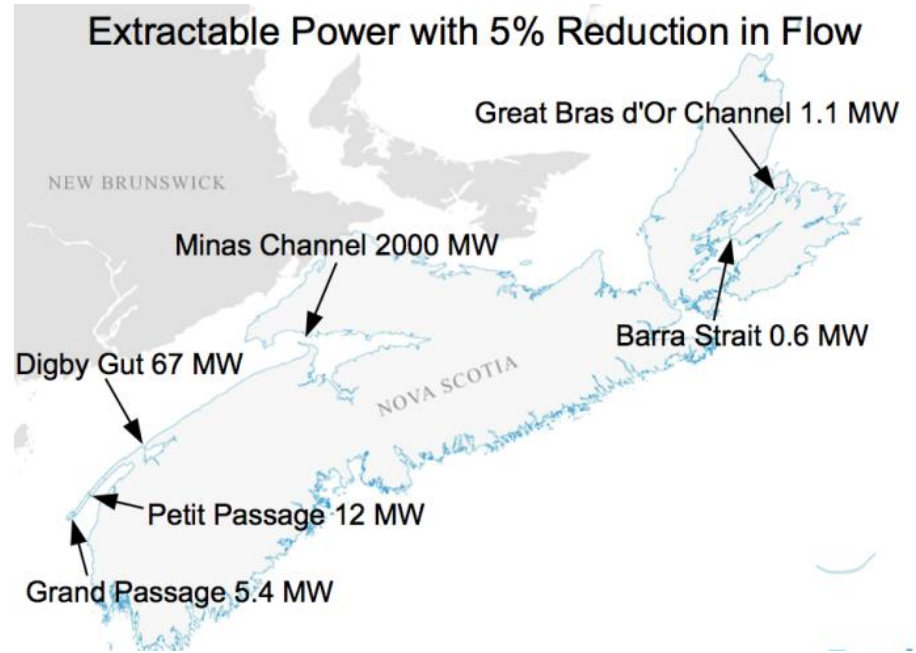 Extractable Power with 5% Reduction in Flow
Great Bras d'Or Channel 1.1 MW
NEW BRUNSWICK
Minas Channel 2000 MW
Barra Strait 0.6 MW
Digby Gut 67 MW
NOVA SCOTIA
Petit Passage 12 MW
Grand Passage 5.4 MW